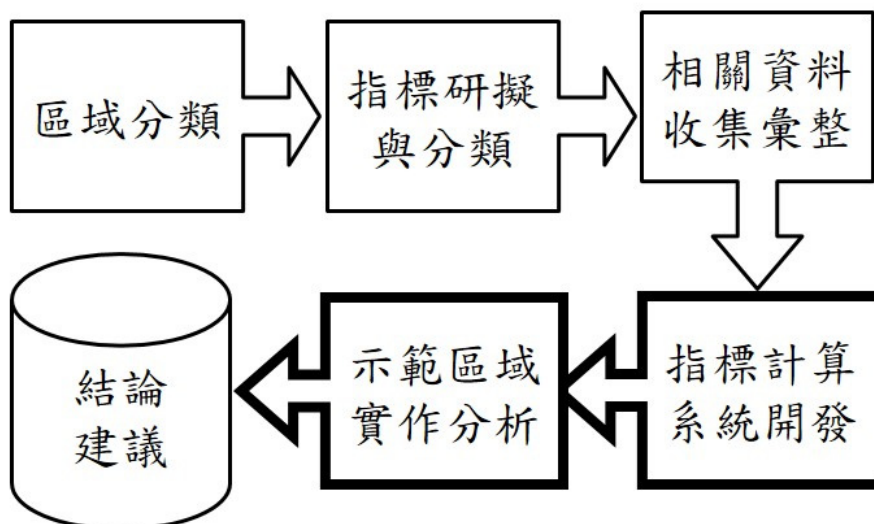 區域分類
指標研擬
與分類
相關資料
收集彙整
指標計算
系統開發
示範區域
實作分析
結論
建議